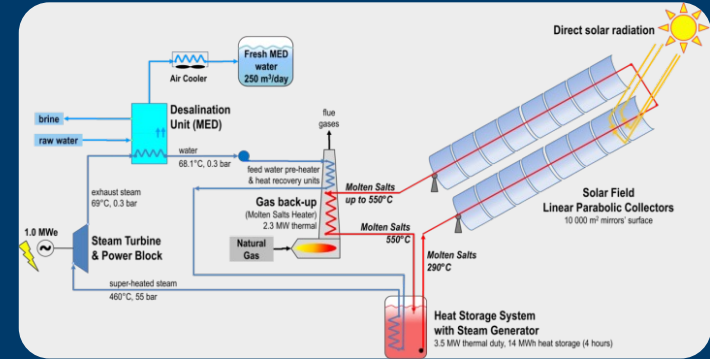 Direct solar radiation
Fresh MED
water
250 m³/day
Air Cooler
Desalination
Unit (MED)
brine
raw water
flue
gases
water
68.1°C, 0.3 bar
feed water pre-heater
& heat recovery units
Molten Salts
up to 550°C
exhaust steam
69°C, 0.3 bar
Gas back-up
(Molten Salts Heater)
2.3 MW thermal
Solar Field
Linear Parabolic Collectors
10 000 m² mirrors' surface
Molten Salts
550°C
1.0 MWe
Steam Turbine
& Power Block
Natural
Gas
Molten Salts
290°C
super-heated steam
460°C, 55 bar
Heat Storage System
with Steam Generator
3.5 MW thermal duty, 14 MWh heat storage (4 hours)